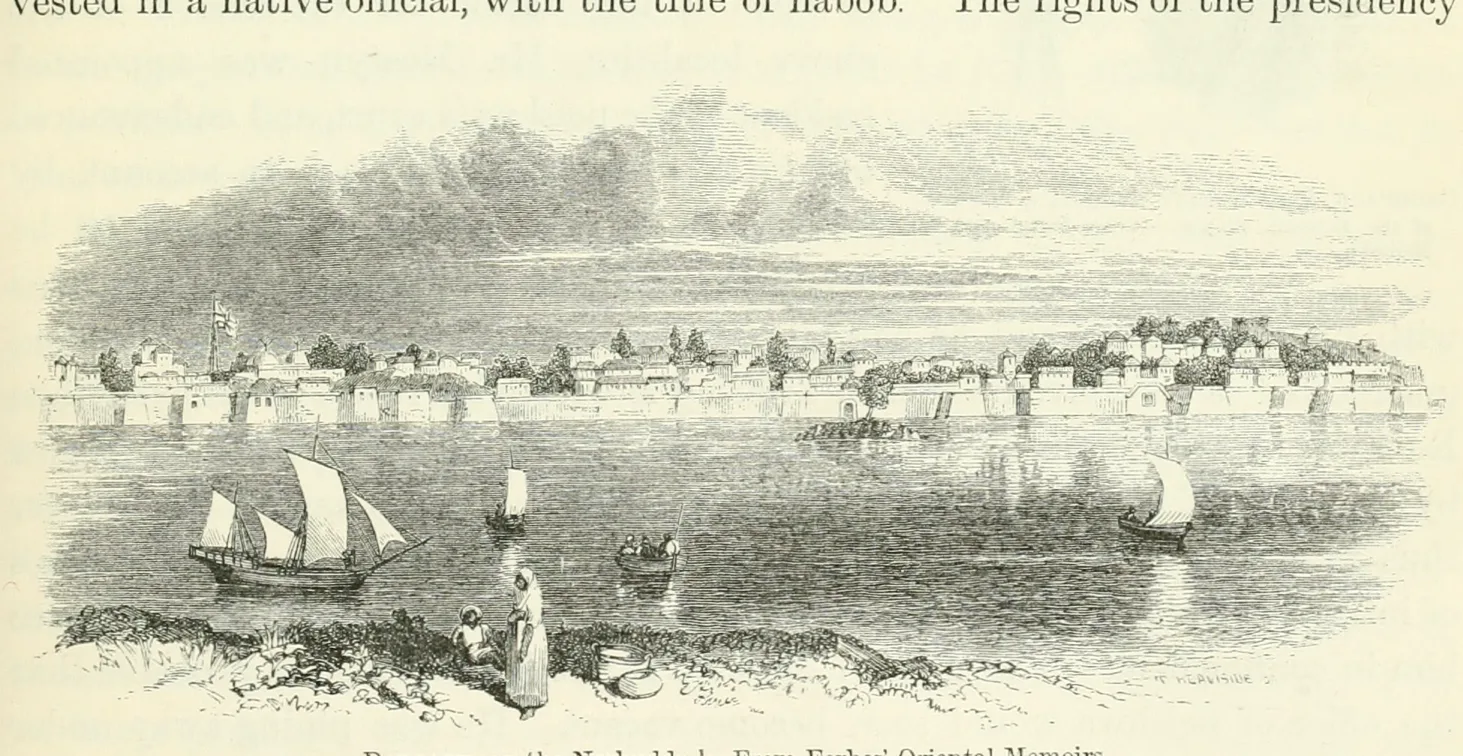 vested in a native official, with the title of nabob. The rights of the presidency
T HEAVISIDE
From Forbes' Oriental Memoirs